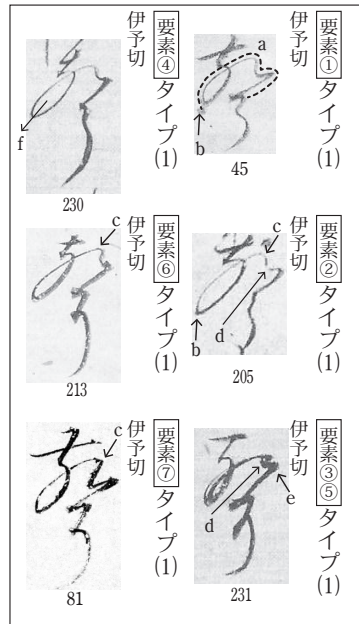 要素①タイプ(1)
伊予切
a
b
45
要素②タイプ(1)
伊予切
c
d
b
205
要素③⑤タイプ(1)
伊予切
d
e
231
要素④タイプ(1)
伊予切
f
230
要素⑥タイプ(1)
伊予切
c
213
要素⑦タイプ(1)
伊予切
c
81